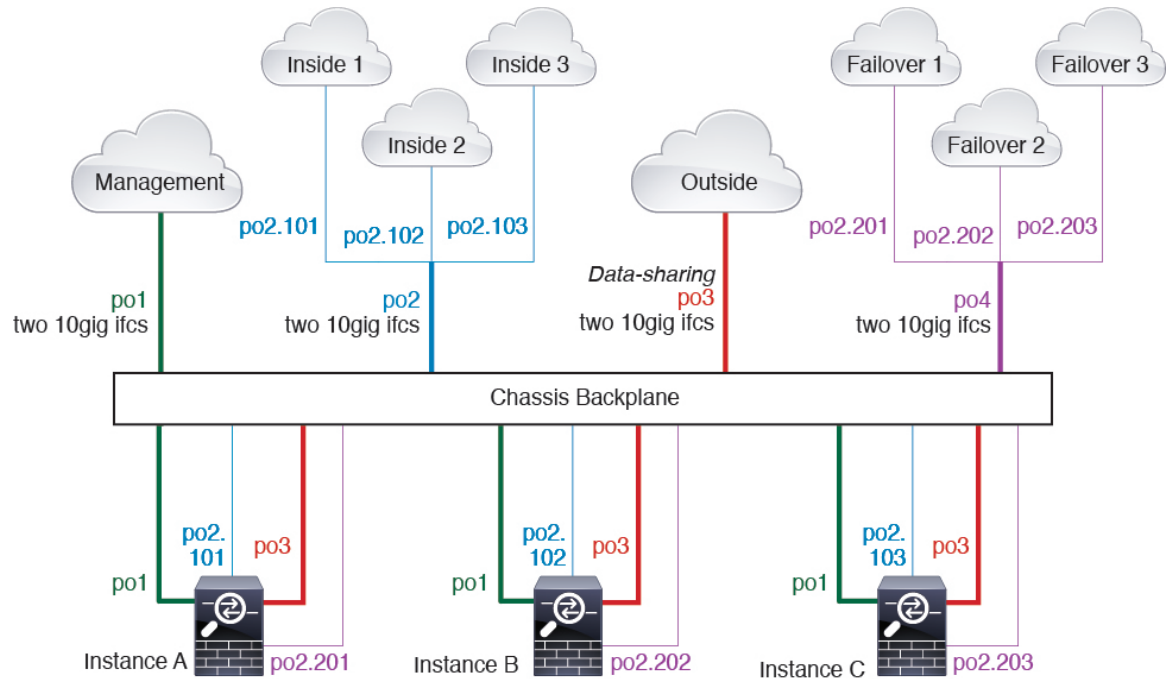 Inside 1
Inside 3
Failover 1
Failover 3
Inside 2
Failover 2
Management
Outside
po2.101
po2.102
po2.103
po2.201
po2.202
po2.203
po1
two 10gig ifcs
po2
two 10gig ifcs
Data-sharing
po3
two 10gig ifcs
po4
two 10gig ifcs
Chassis Backplane
po2.
101
po3
po1
Instance A
po2.201
po2.
102
po3
po1
Instance B
po2.202
po2.
103
po3
po1
Instance C
po2.203